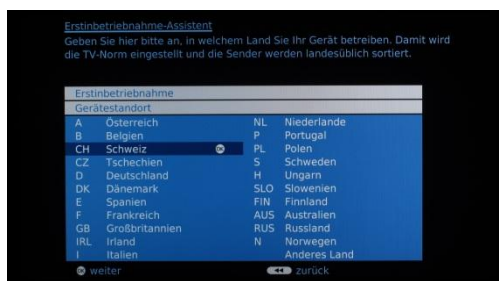 Erstinbetriebnahme-Assistent
Geben Sie hier bitte an, in welchem Land Sie Ihr Gerät betreiben. Damit wird
die TV-Norm eingestellt und die Sender werden landesüblich sortiert.
Erstinbetriebnahme
Gerätestandort
A Österreich
B Belgien
CH Schweiz OK
CZ Tschechien
D Deutschland
DK Dänemark
E Spanien
F Frankreich
GB Großbritannien
IRL Irland
I Italien
NL Niederlande
P Portugal
PL Polen
S Schweden
H Ungarn
SLO Slowenien
FIN Finnland
AUS Australien
RUS Russland
N Norwegen
Anderes Land
OK weiter
zurück